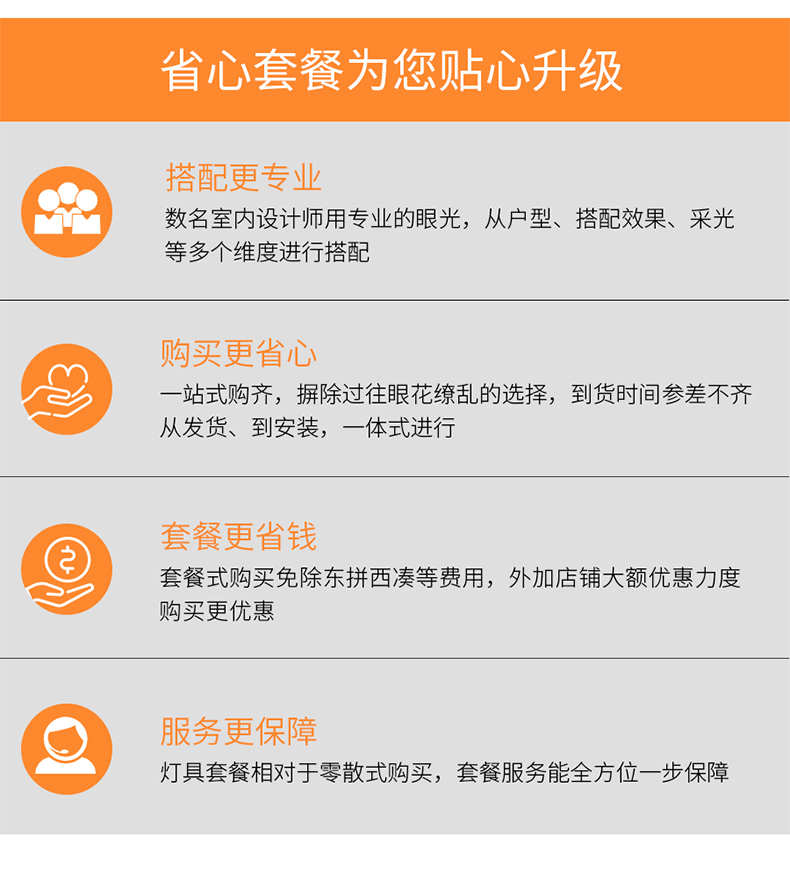 省心套餐为您贴心升级
搭配更专业
数名室内设计师用专业的眼光，从户型、搭配效果、采光
等多个维度进行搭配
购买更省心
一站式购齐，摒除过往眼花缭乱的选择，到货时间参差不齐
从发货、到安装，一体式进行
套餐更省钱
套餐式购买免除东拼西凑等费用，外加店铺大额优惠力度
购买更优惠
服务更保障
灯具套餐相对于零散式购买，套餐服务能全方位一步保障